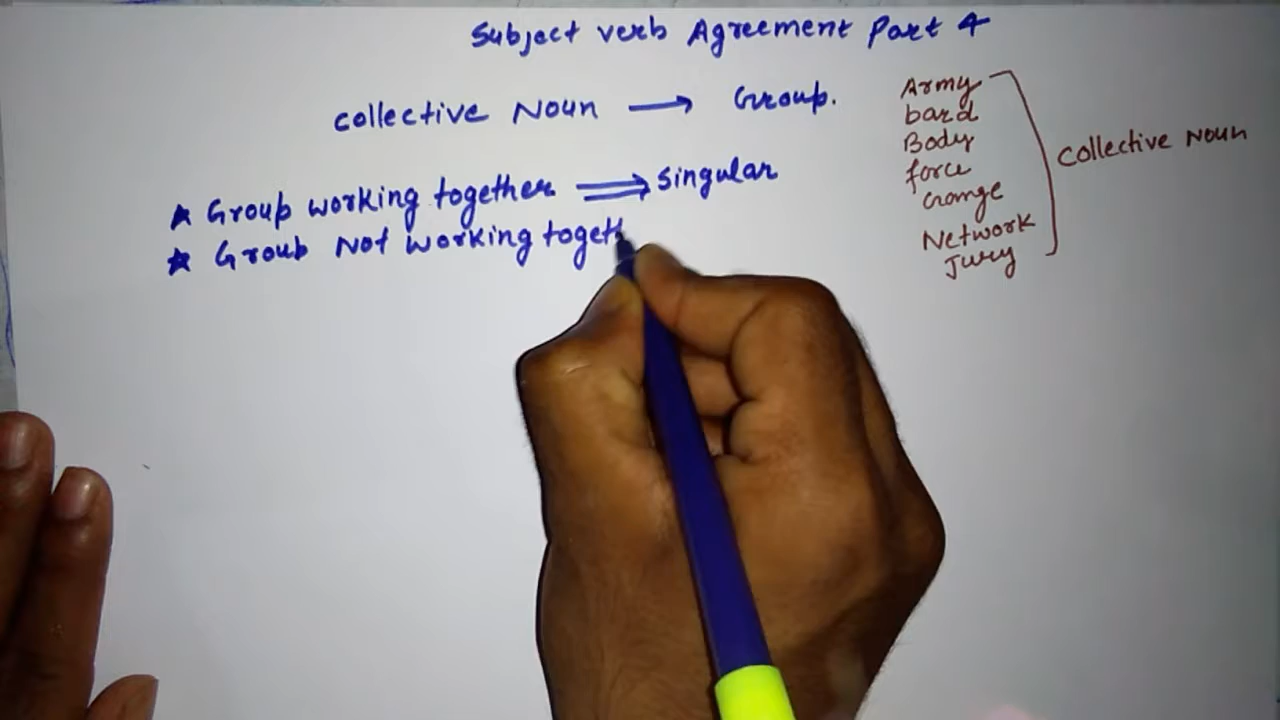 Subject verb Agreement Part 4
Collective Noun → Group.
★ Group working together ⇒ Singular
★ Group Not working togeth
Army
band
Body
force
Network
Jury
Collective Noun